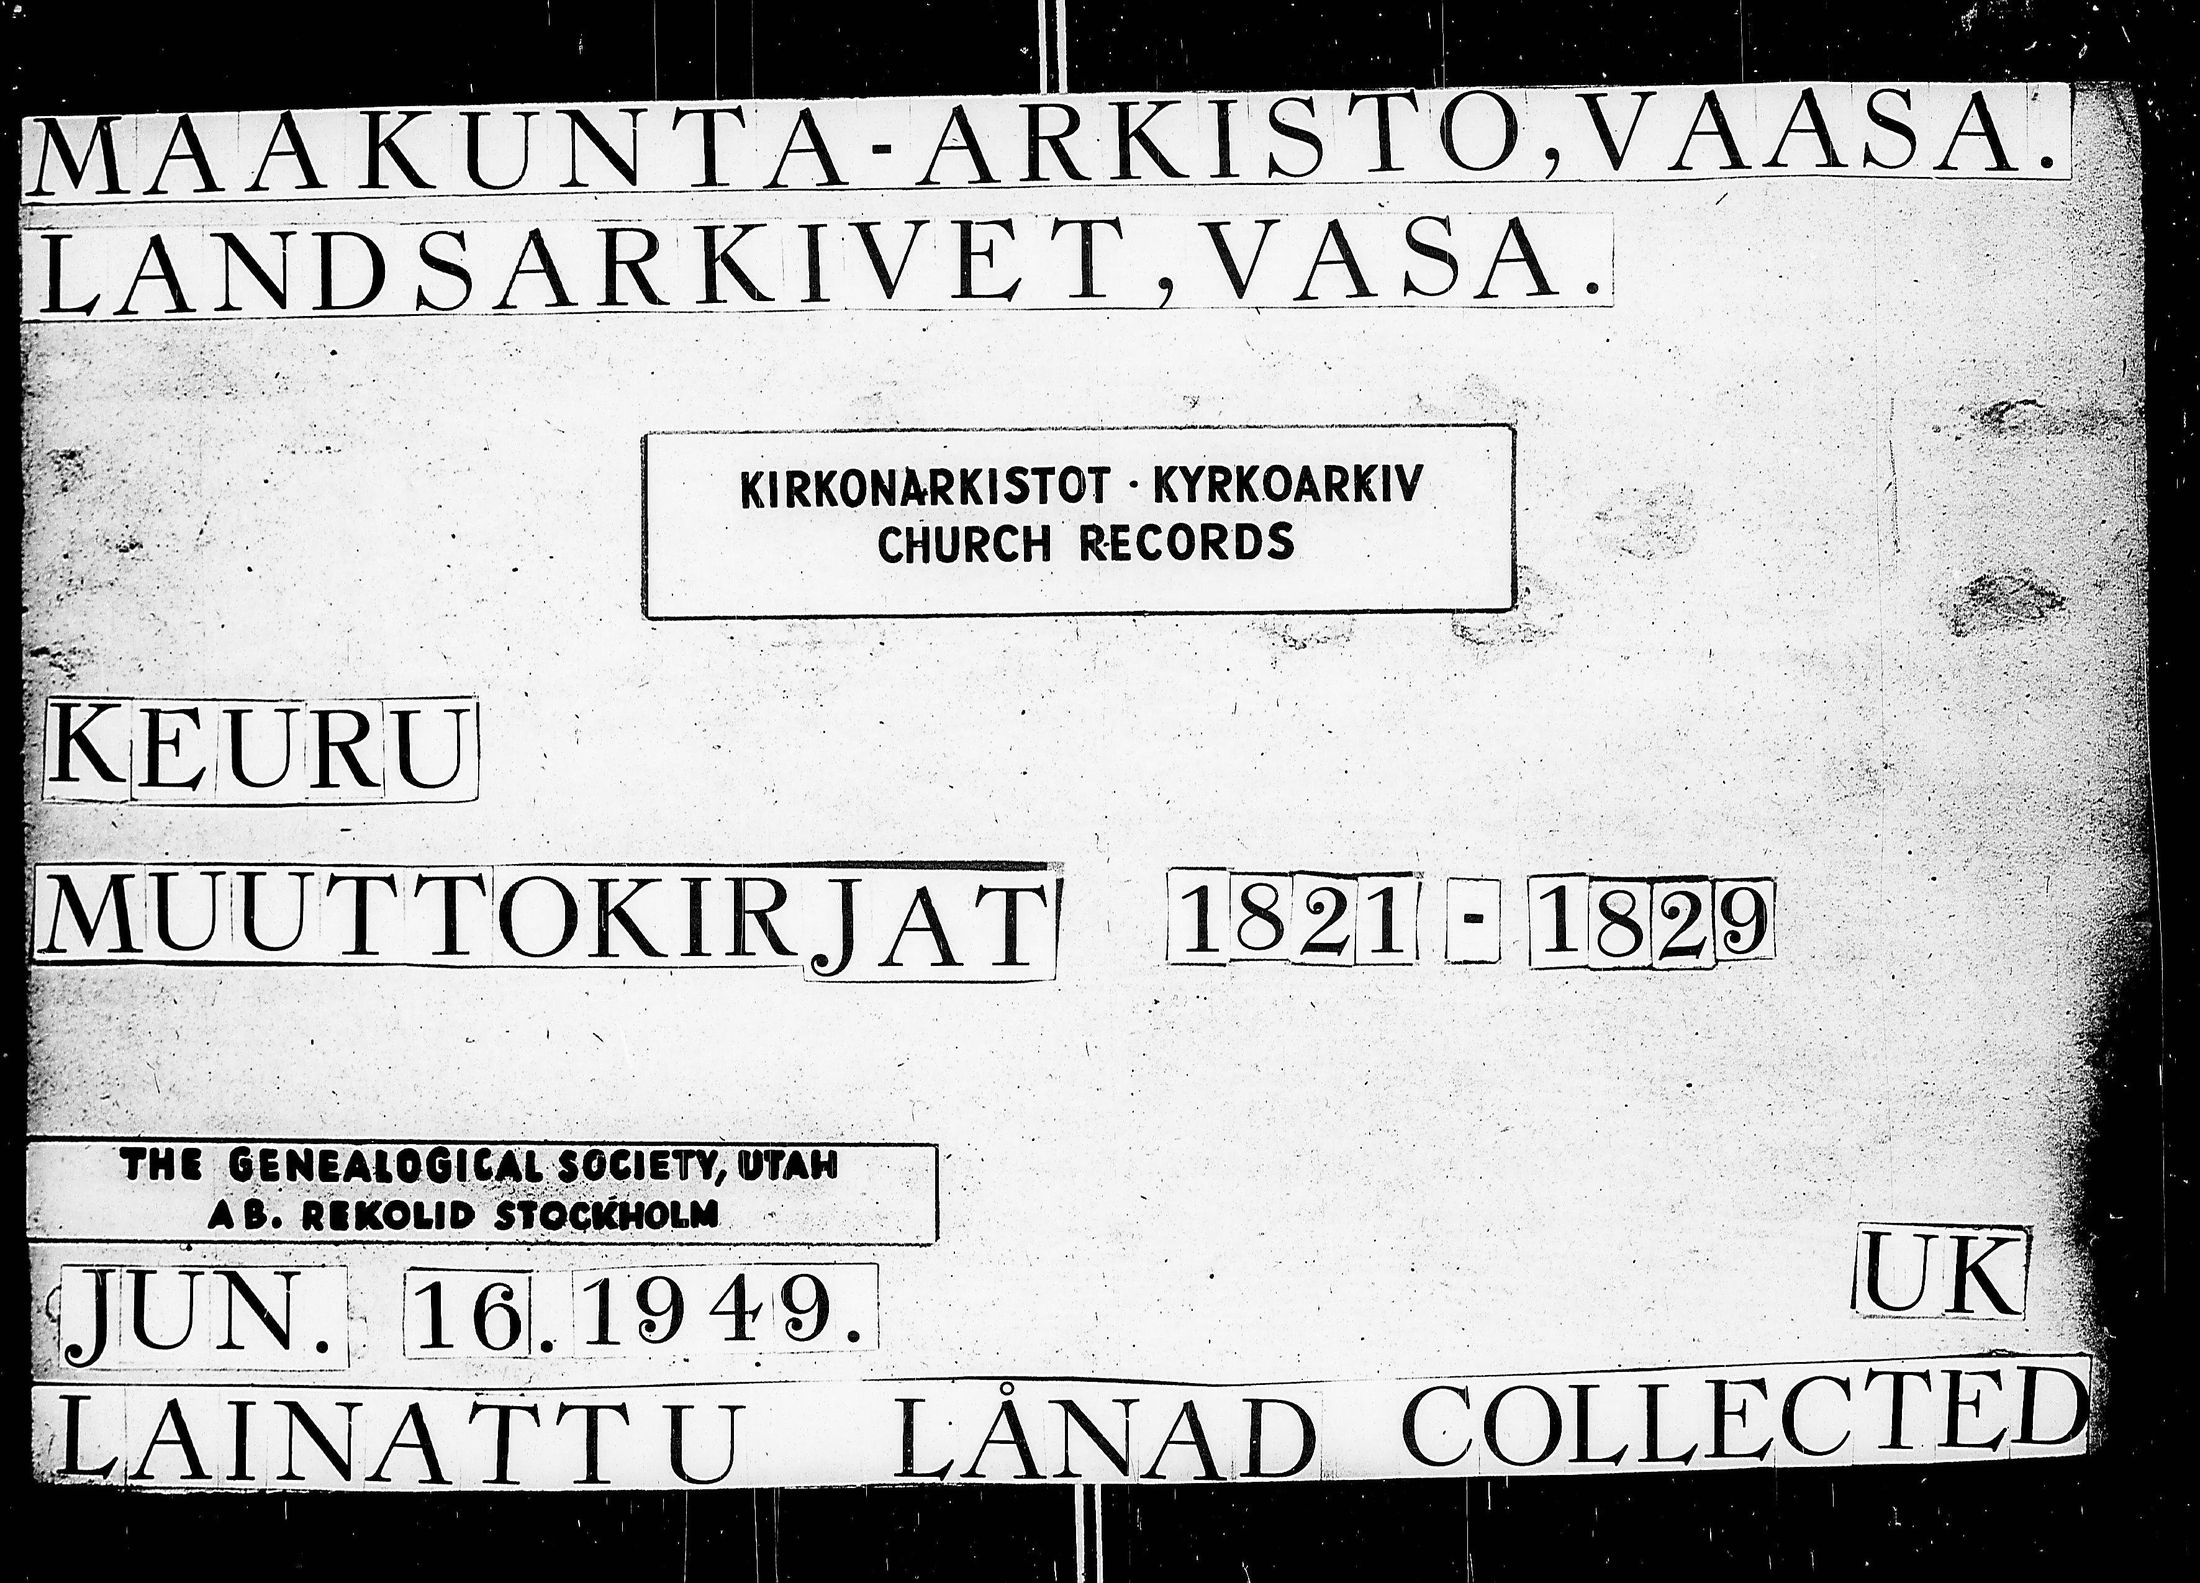 MAAKUNTA-ARKISTO, VAASA.
LANDSARKIVET, VASA.
KIRKONARKISTOT · KYRKOARKIV
CHURCH RECORDS
KEURU
MUUTTOKIRJAT 1821 - 1829
THE GENEALOGICAL SOCIETY, UTAH
AB. REKOLID STOCKHOLM
JUN. 16. 1949.
UK
LAINATTU LÅNAD COLLECTED